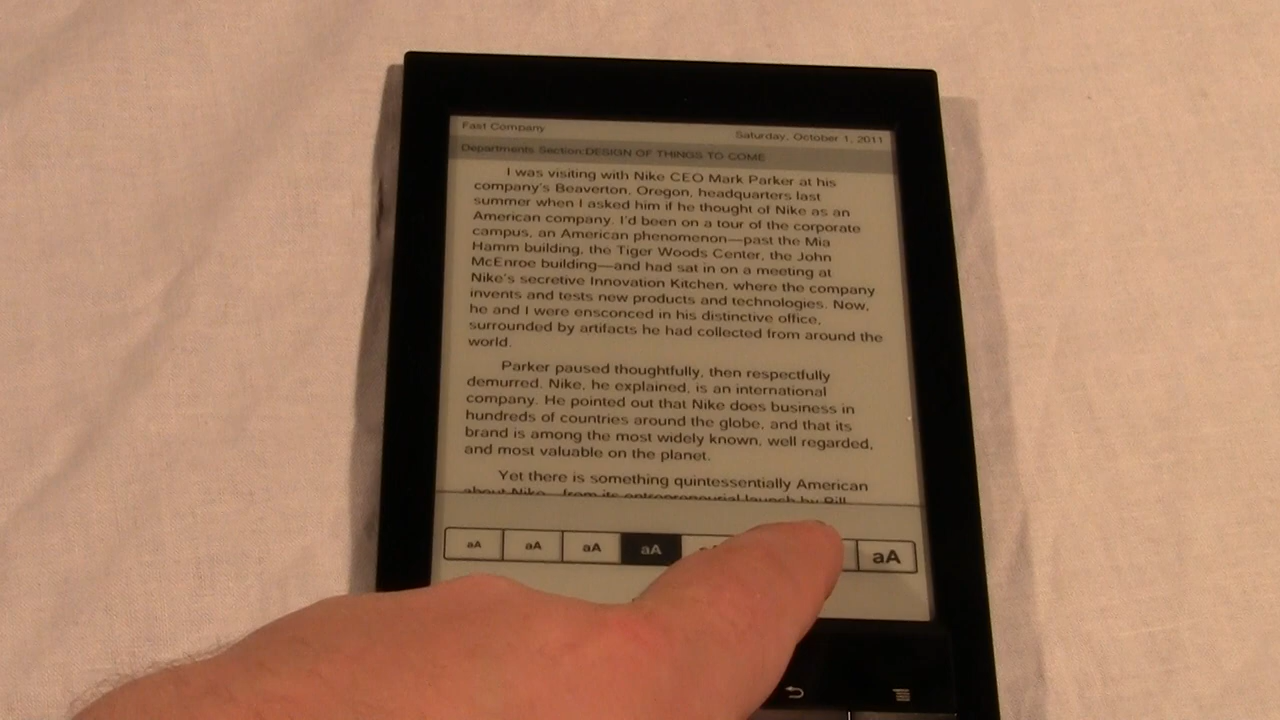 Fast Company
Saturday, October 1, 2011
Departments Section:DESIGN OF THINGS TO COME
I was visiting with Nike CEO Mark Parker at his
company's Beaverton, Oregon, headquarters last
summer when I asked him if he thought of Nike as an
American company. I'd been on a tour of the corporate
campus, an American phenomenon—past the Mia
Hamm building, the Tiger Woods Center, the John
McEnroe building—and had sat in on a meeting at
Nike's secretive Innovation Kitchen, where the company
invents and tests new products and technologies. Now,
he and I were ensconced in his distinctive office,
surrounded by artifacts he had collected from around the
world.
Parker paused thoughtfully, then respectfully
demurred. Nike, he explained, is an international
company. He pointed out that Nike does business in
hundreds of countries around the globe, and that its
brand is among the most widely known, well regarded,
and most valuable on the planet.
Yet there is something quintessentially American
about Nike—from its entrepreneurial launch by Bill
aA aA aA aA aA